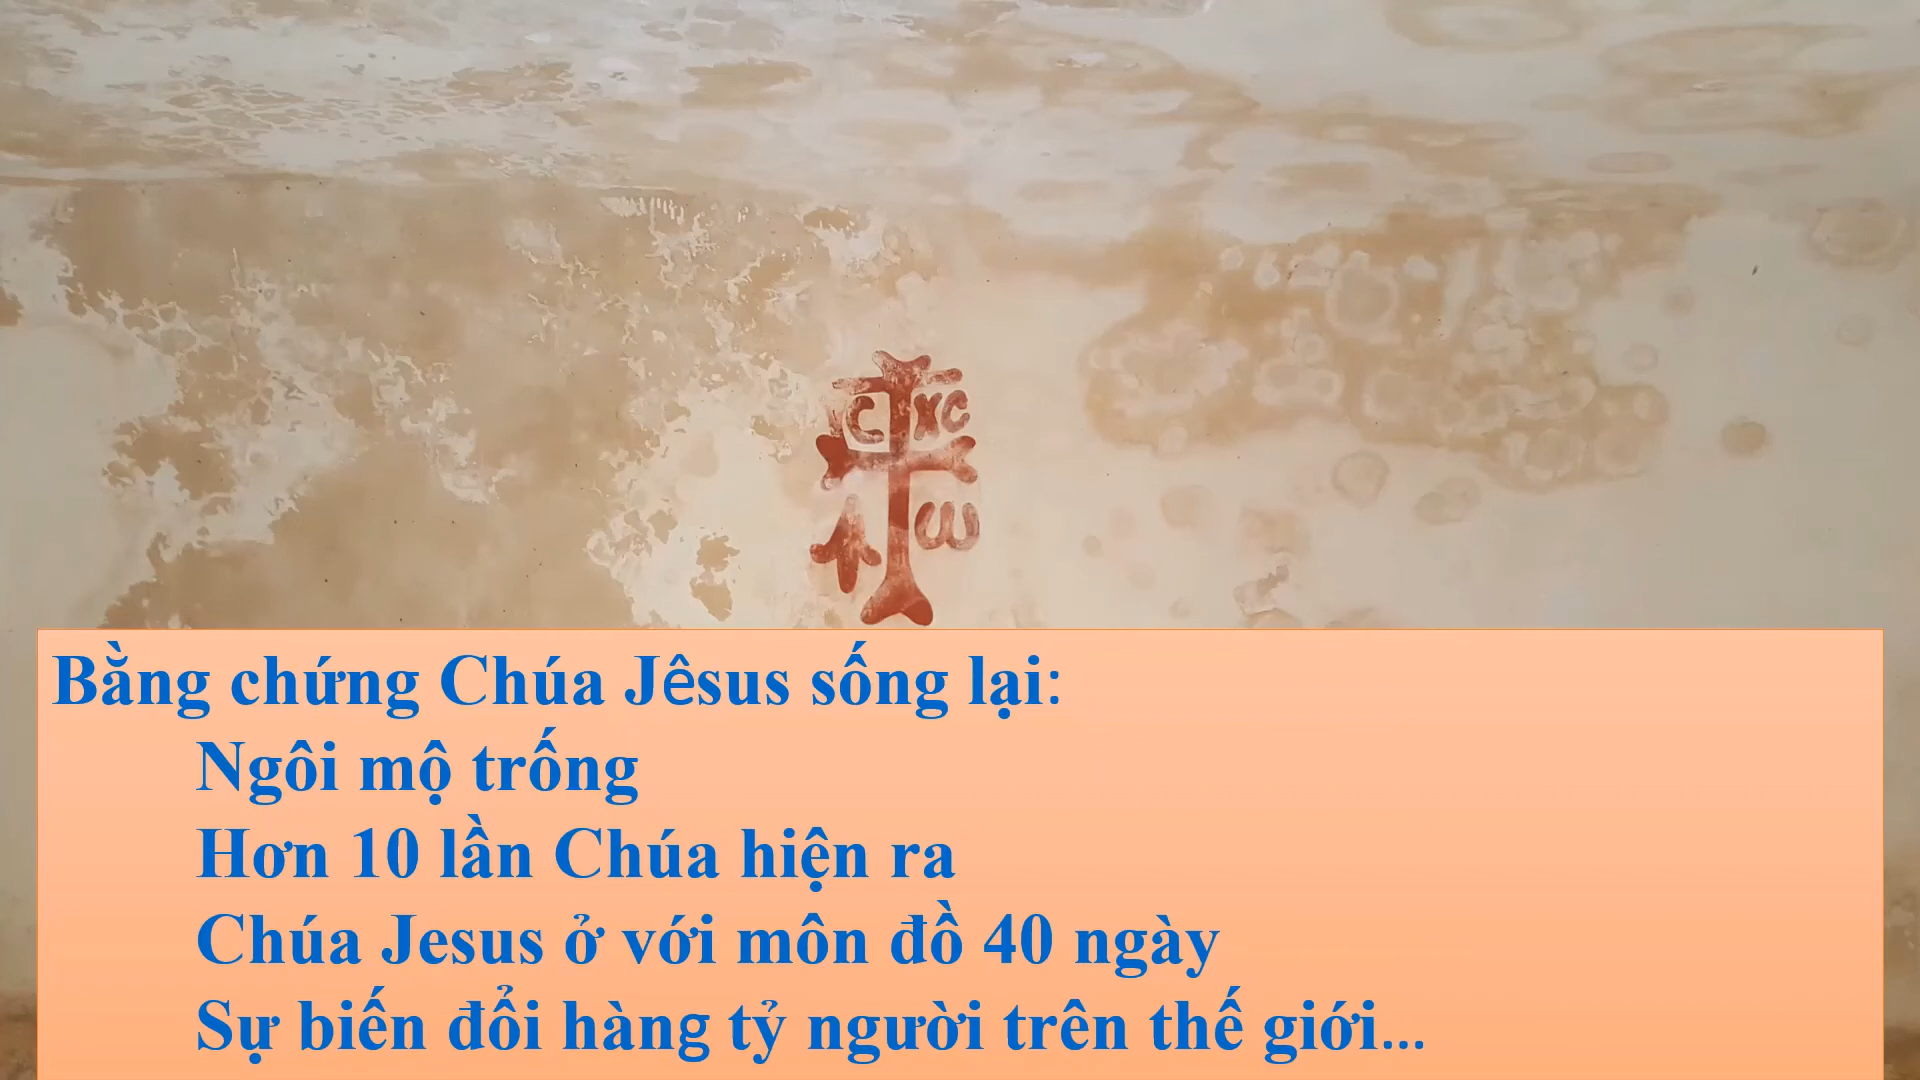 C XC
ω
Bằng chứng Chúa Jêsus sống lại:
Ngôi mộ trống
Hơn 10 lần Chúa hiện ra
Chúa Jesus ở với môn đồ 40 ngày
Sự biến đổi hàng tỷ người trên thế giới...